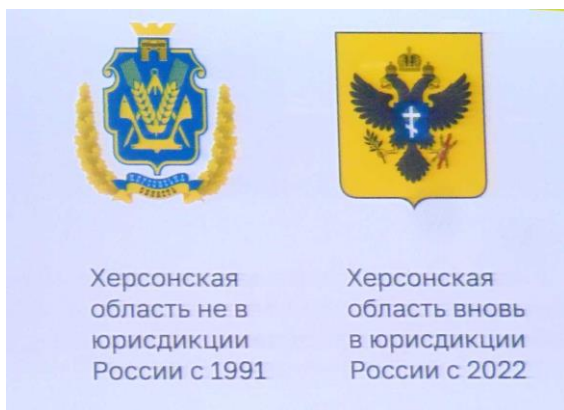 Херсонская
область не в
юрисдикции
России с 1991
Херсонская
область вновь
в юрисдикции
России с 2022